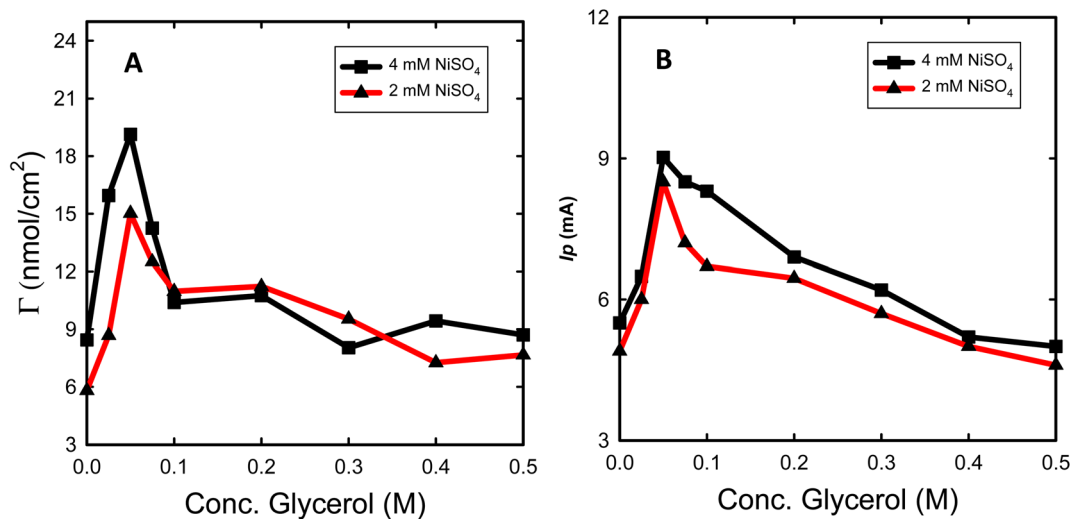 A
4 mM NiSO₄
2 mM NiSO₄
24
21
18
15
12
9
6
3
Γ (nmol/cm²)
0.0 0.1 0.2 0.3 0.4 0.5
Conc. Glycerol (M)
B
4 mM NiSO₄
2 mM NiSO₄
12
9
6
3
Ip (mA)
0.0 0.1 0.2 0.3 0.4 0.5
Conc. Glycerol (M)